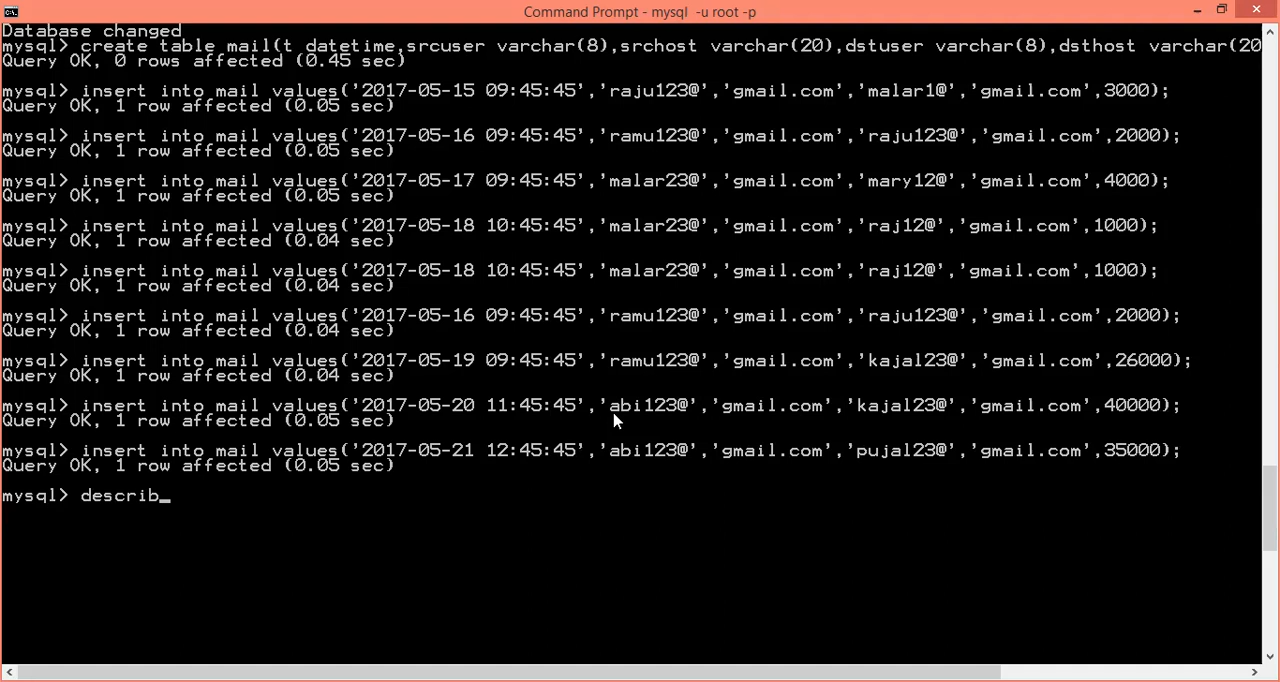 Command Prompt - mysql -u root -p
Database changed
mysql> create table mail(t datetime,srcuser varchar(8),srchost varchar(20),dstuser varchar(8),dsthost varchar(20
Query OK, 0 rows affected (0.45 sec)
mysql> insert into mail values('2017-05-15 09:45:45','raju123@','gmail.com','malar1@','gmail.com',3000);
Query OK, 1 row affected (0.05 sec)
mysql> insert into mail values('2017-05-16 09:45:45','ramu123@','gmail.com','raju123@','gmail.com',2000);
Query OK, 1 row affected (0.05 sec)
mysql> insert into mail values('2017-05-17 09:45:45','malar23@','gmail.com','mary12@','gmail.com',4000);
Query OK, 1 row affected (0.05 sec)
mysql> insert into mail values('2017-05-18 10:45:45','malar23@','gmail.com','raj12@','gmail.com',1000);
Query OK, 1 row affected (0.04 sec)
mysql> insert into mail values('2017-05-18 10:45:45','malar23@','gmail.com','raj12@','gmail.com',1000);
Query OK, 1 row affected (0.04 sec)
mysql> insert into mail values('2017-05-16 09:45:45','ramu123@','gmail.com','raju123@','gmail.com',2000);
Query OK, 1 row affected (0.04 sec)
mysql> insert into mail values('2017-05-19 09:45:45','ramu123@','gmail.com','kajal23@','gmail.com',26000);
Query OK, 1 row affected (0.04 sec)
mysql> insert into mail values('2017-05-20 11:45:45','abi123@','gmail.com','kajal23@','gmail.com',40000);
Query OK, 1 row affected (0.05 sec)
mysql> insert into mail values('2017-05-21 12:45:45','abi123@','gmail.com','pujal23@','gmail.com',35000);
Query OK, 1 row affected (0.05 sec)
mysql> describ_